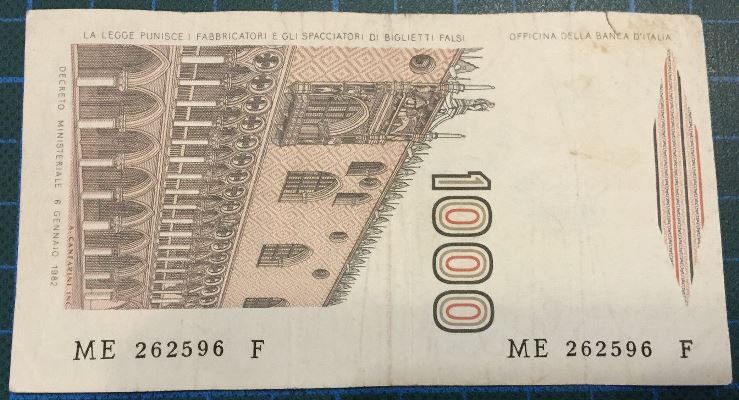 LA LEGGE PUNISCE I FABBRICATORI E GLI SPACCIATORI DI BIGLIETTI FALSI
OFFICINA DELLA BANCA D'ITALIA
DECRETO MINISTERIALE 6 GENNAIO 1982
A. CANFARINI INC.
1000
ME 262596 F
ME 262596 F